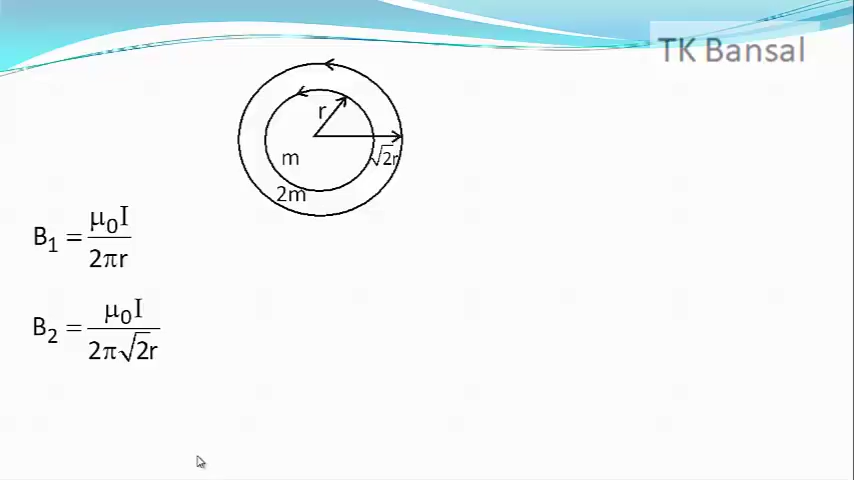 TK Bansal
r
√2r
m
2m
B₁ = μ₀I / 2πr
B₂ = μ₀I / 2π√2r